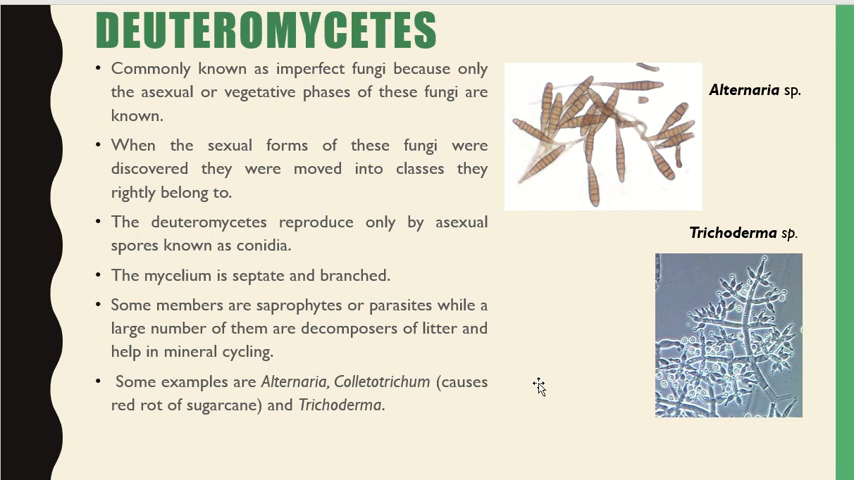 DEUTEROMYCETES
• Commonly known as imperfect fungi because only
the asexual or vegetative phases of these fungi are
known.
• When the sexual forms of these fungi were
discovered they were moved into classes they
rightly belong to.
• The deuteromycetes reproduce only by asexual
spores known as conidia.
• The mycelium is septate and branched.
• Some members are saprophytes or parasites while a
large number of them are decomposers of litter and
help in mineral cycling.
• Some examples are Alternaria, Colletotrichum (causes
red rot of sugarcane) and Trichoderma.
Alternaria sp.
Trichoderma sp.